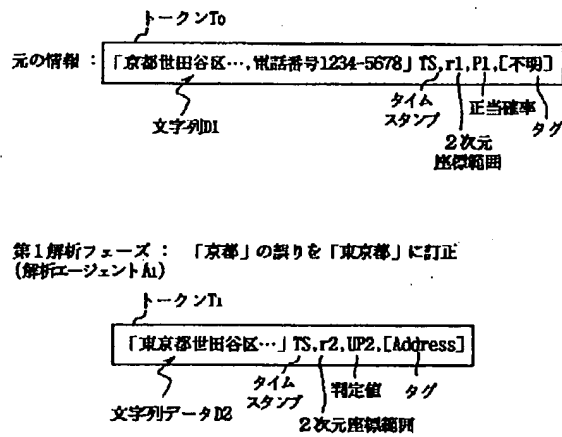 トークンT0
元の情報 : 「京都世田谷区…,電話番号1234-5678」TS,r1,P1,[不明]
文字列D1
タイム
スタンプ
2次元
座標範囲
正当確率
タグ
第1解析フェーズ : 「京都」の誤りを「東京都」に訂正
(解析エージェントA1)
トークンT1
「東京都世田谷区…」TS,r2,UP2,[Address]
文字列データD2
タイム
スタンプ
2次元座標範囲
判定値
タグ